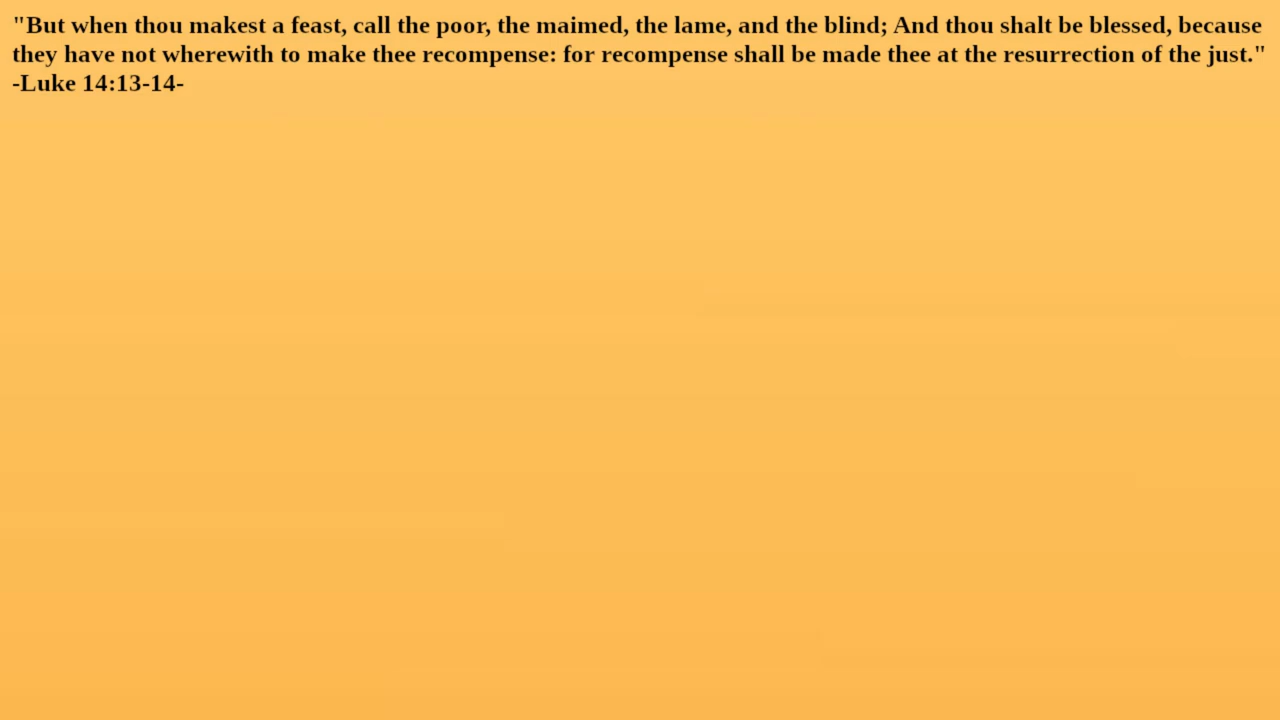 "But when thou makest a feast, call the poor, the maimed, the lame, and the blind; And thou shalt be blessed, because
they have not wherewith to make thee recompense: for recompense shall be made thee at the resurrection of the just."
-Luke 14:13-14-